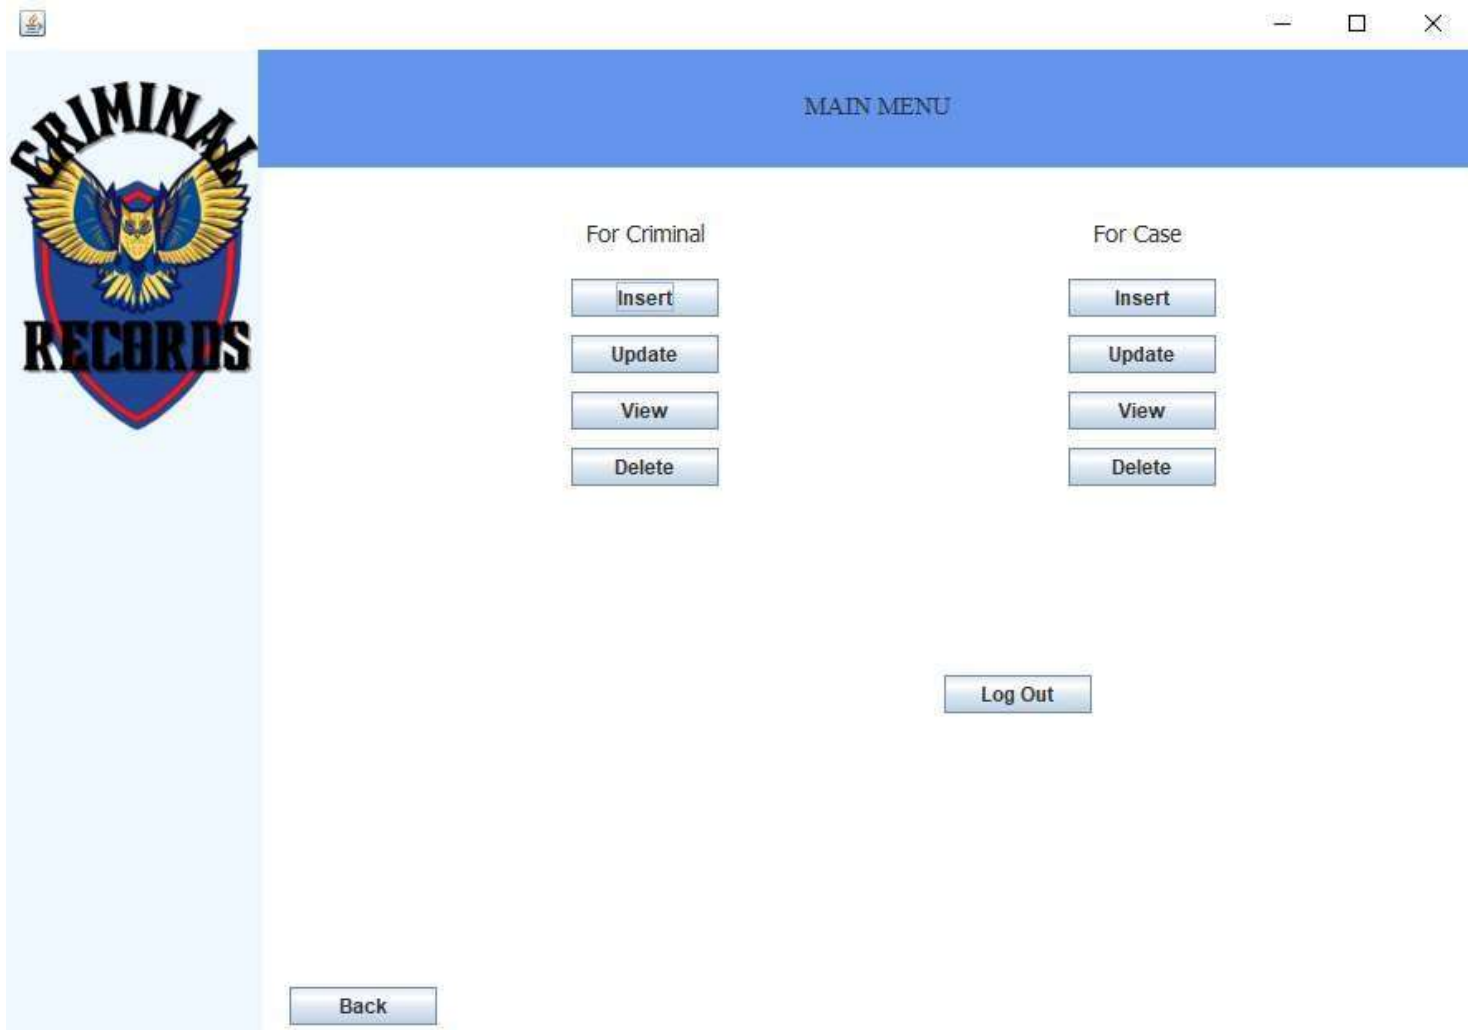 CRIMINAL
RECORDS
MAIN MENU
For Criminal
Insert
Update
View
Delete
For Case
Insert
Update
View
Delete
Log Out
Back